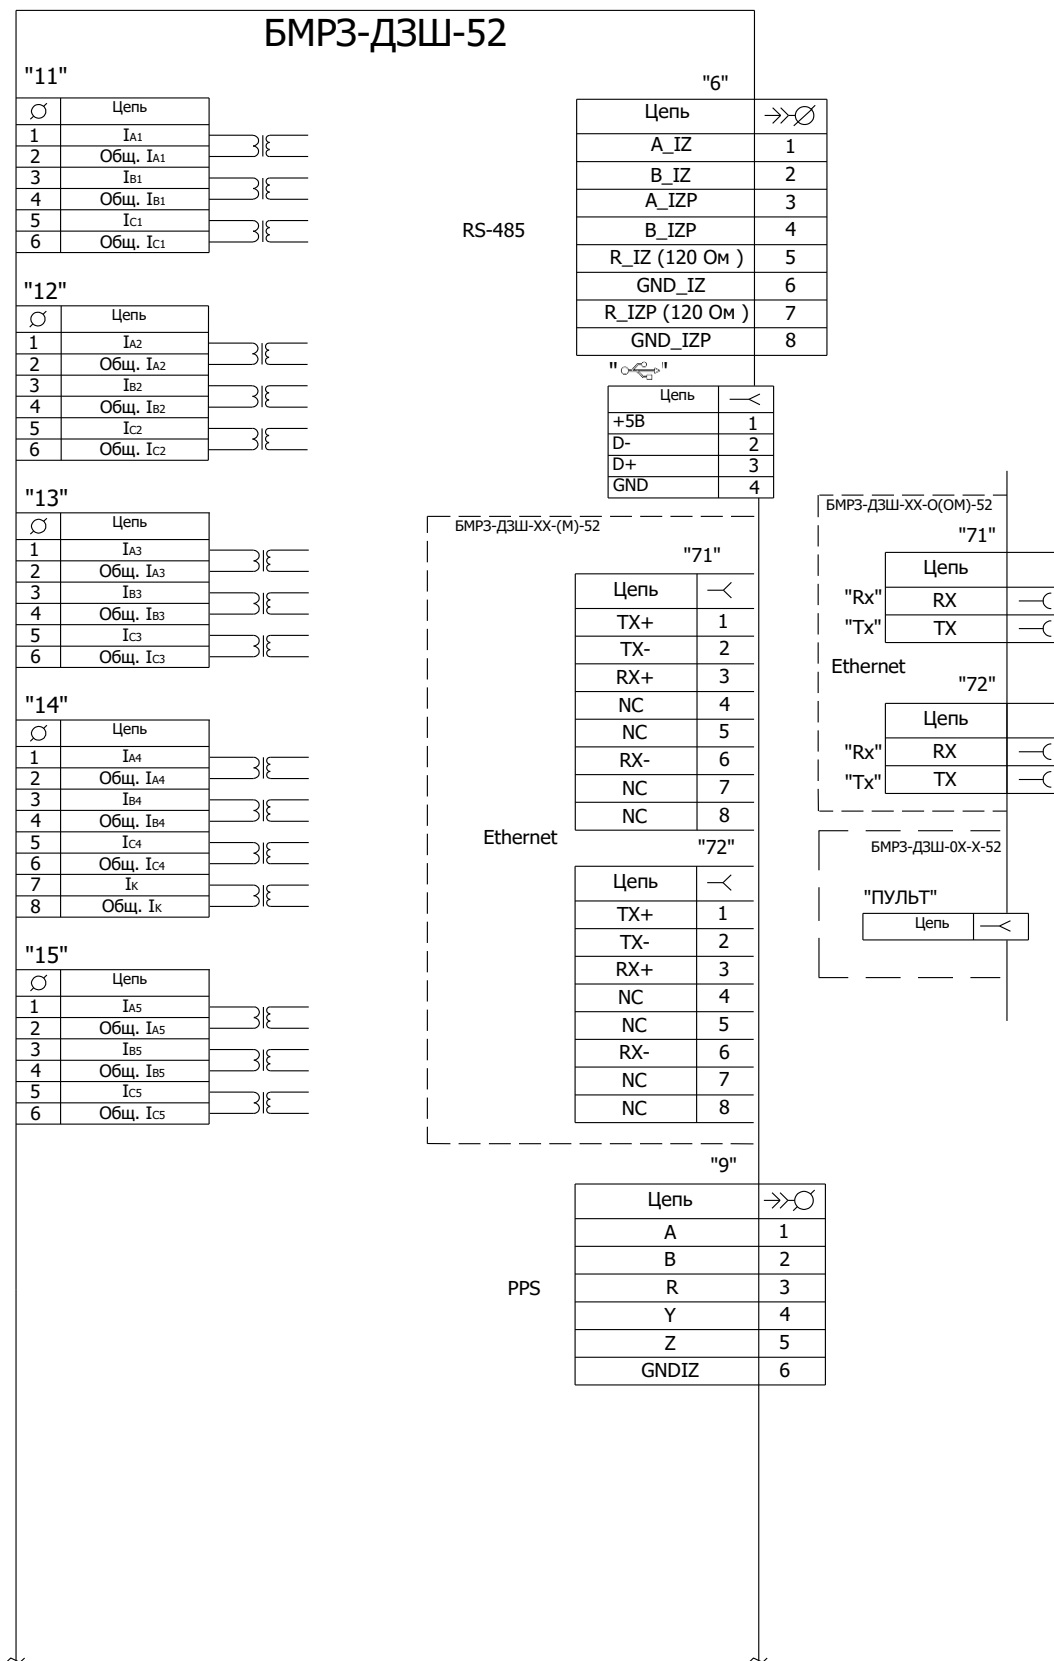 БМРЗ-ДЗШ-52
"11"
Цепь
1 IA1
2 Общ. IA1
3 IB1
4 Общ. IB1
5 IC1
6 Общ. IC1
"12"
Цепь
1 IA2
2 Общ. IA2
3 IB2
4 Общ. IB2
5 IC2
6 Общ. IC2
"13"
Цепь
1 IA3
2 Общ. IA3
3 IB3
4 Общ. IB3
5 IC3
6 Общ. IC3
"14"
Цепь
1 IA4
2 Общ. IA4
3 IB4
4 Общ. IB4
5 IC4
6 Общ. IC4
7 IK
8 Общ. IK
"15"
Цепь
1 IA5
2 Общ. IA5
3 IB5
4 Общ. IB5
5 IC5
6 Общ. IC5
"6"
Цепь
A_IZ 1
B_IZ 2
A_IZP 3
RS-485
B_IZP 4
R_IZ (120 Ом ) 5
GND_IZ 6
R_IZP (120 Ом ) 7
GND_IZP 8
" "
Цепь
+5В 1
D- 2
D+ 3
GND 4
БМРЗ-ДЗШ-ХХ-(М)-52
"71"
Цепь
TX+ 1
TX- 2
RX+ 3
NC 4
NC 5
RX- 6
NC 7
NC 8
Ethernet
"72"
Цепь
TX+ 1
TX- 2
RX+ 3
NC 4
NC 5
RX- 6
NC 7
NC 8
"9"
Цепь
A 1
B 2
PPS
R 3
Y 4
Z 5
GNDIZ 6
БМРЗ-ДЗШ-ХХ-О(ОМ)-52
"71"
Цепь
"Rx" RX
"Tx" TX
Ethernet
"72"
Цепь
"Rx" RX
"Tx" TX
БМРЗ-ДЗШ-0Х-Х-52
"ПУЛЬТ"
Цепь